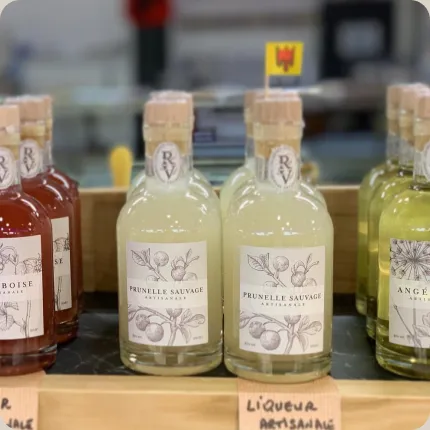 RV
RV
BOISE
PRUNELLE SAUVAGE
ARTISANALE
PRUNELLE SAUVAGE
ARTISANALE
ANGÉ
LIQUEUR
ARTISANALE